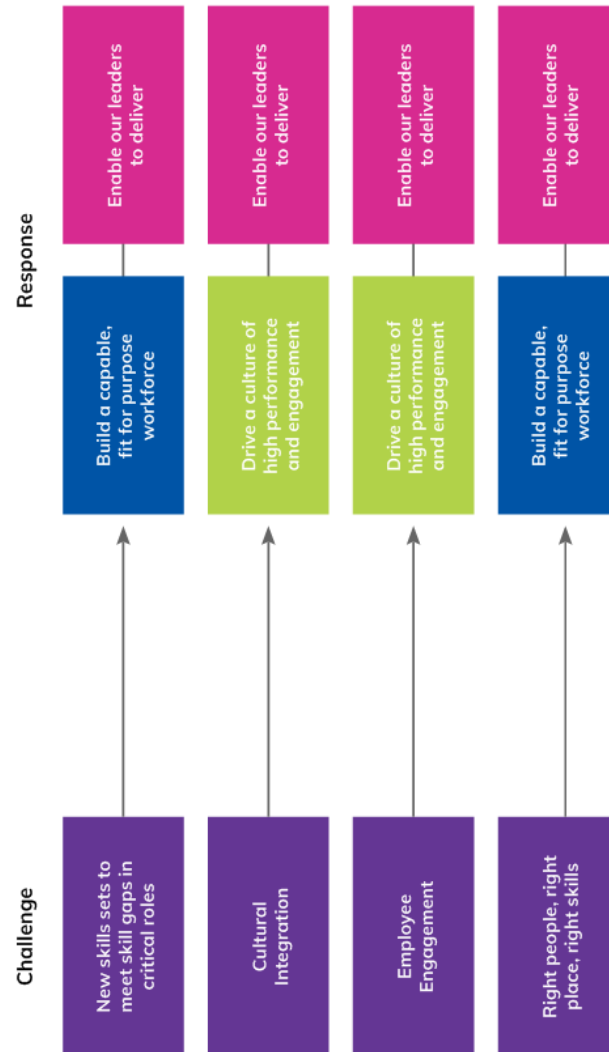 Challenge
Response
New skills sets to
meet skill gaps in
critical roles
Build a capable,
fit for purpose
workforce
Enable our leaders
to deliver
Cultural
Integration
Drive a culture of
high performance
and engagement
Enable our leaders
to deliver
Employee
Engagement
Drive a culture of
high performance
and engagement
Enable our leaders
to deliver
Right people, right
place, right skills
Build a capable,
fit for purpose
workforce
Enable our leaders
to deliver